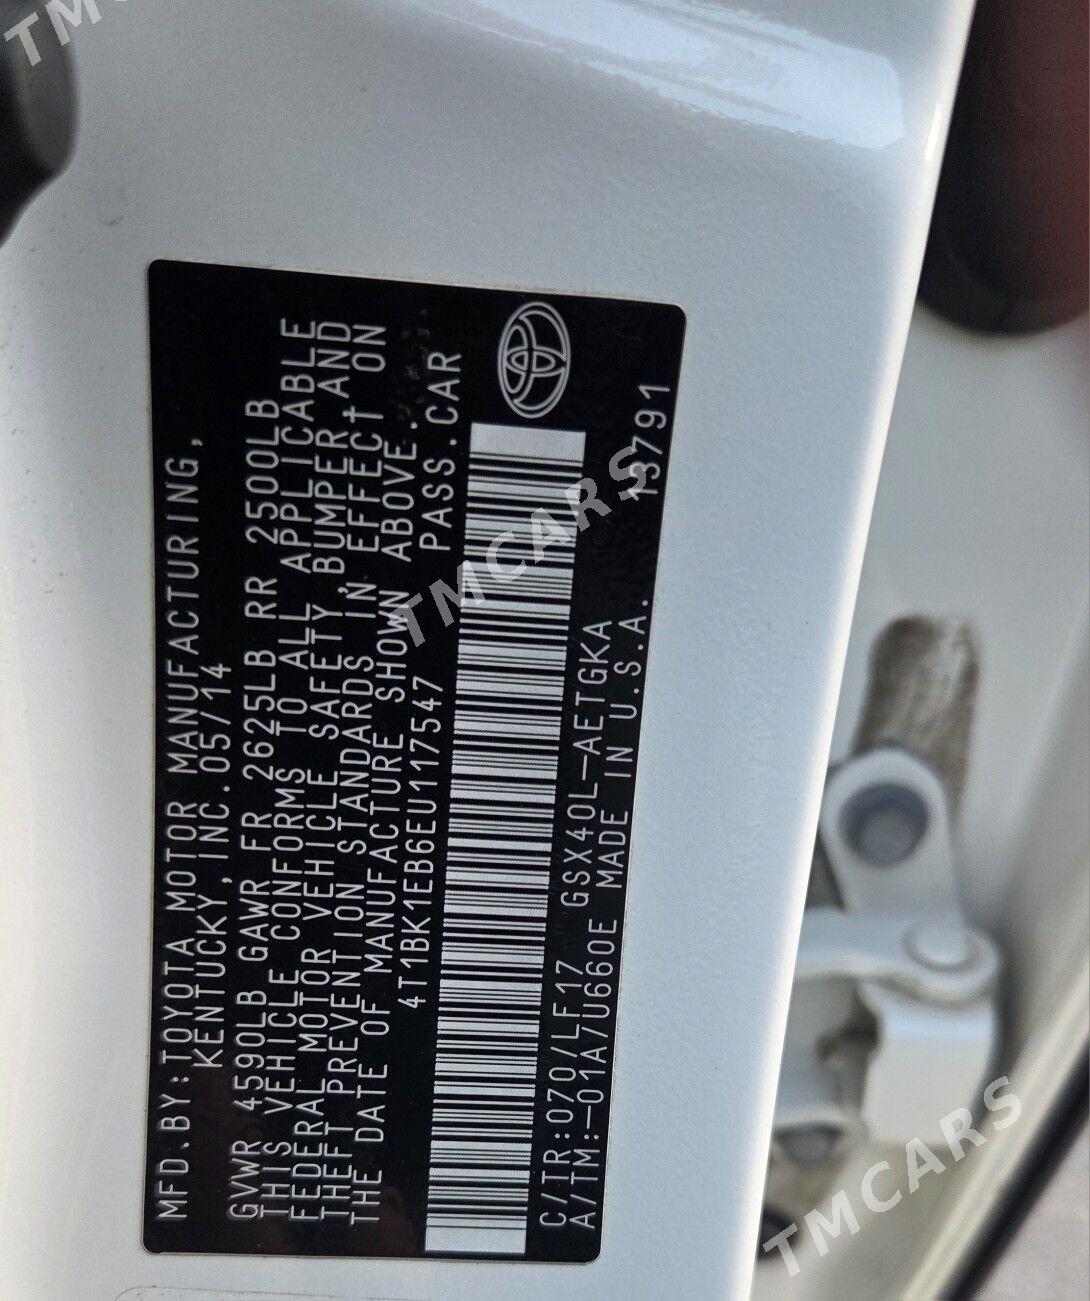 MFD.BY:TOYOTA MOTOR MANUFACTURING,
KENTUCKY,INC.05/14
GVWR 4590LB GAWR FR 2625LB RR 2500LB
THIS VEHICLE CONFORMS TO ALL APPLICABLE
FEDERAL MOTOR VEHICLE SAFETY,BUMPER,AND
THEFT PREVENTION STANDARDS IN EFFECT ON
THE DATE OF MANUFACTURE SHOWN ABOVE.
4T1BK1EB6EU117547 PASS.CAR
C/TR:070/LF17 GSX40L-AETGKA
A/TM:-01A/U660E MADE IN U.S.A. 13791
TMCARS
TMCARS